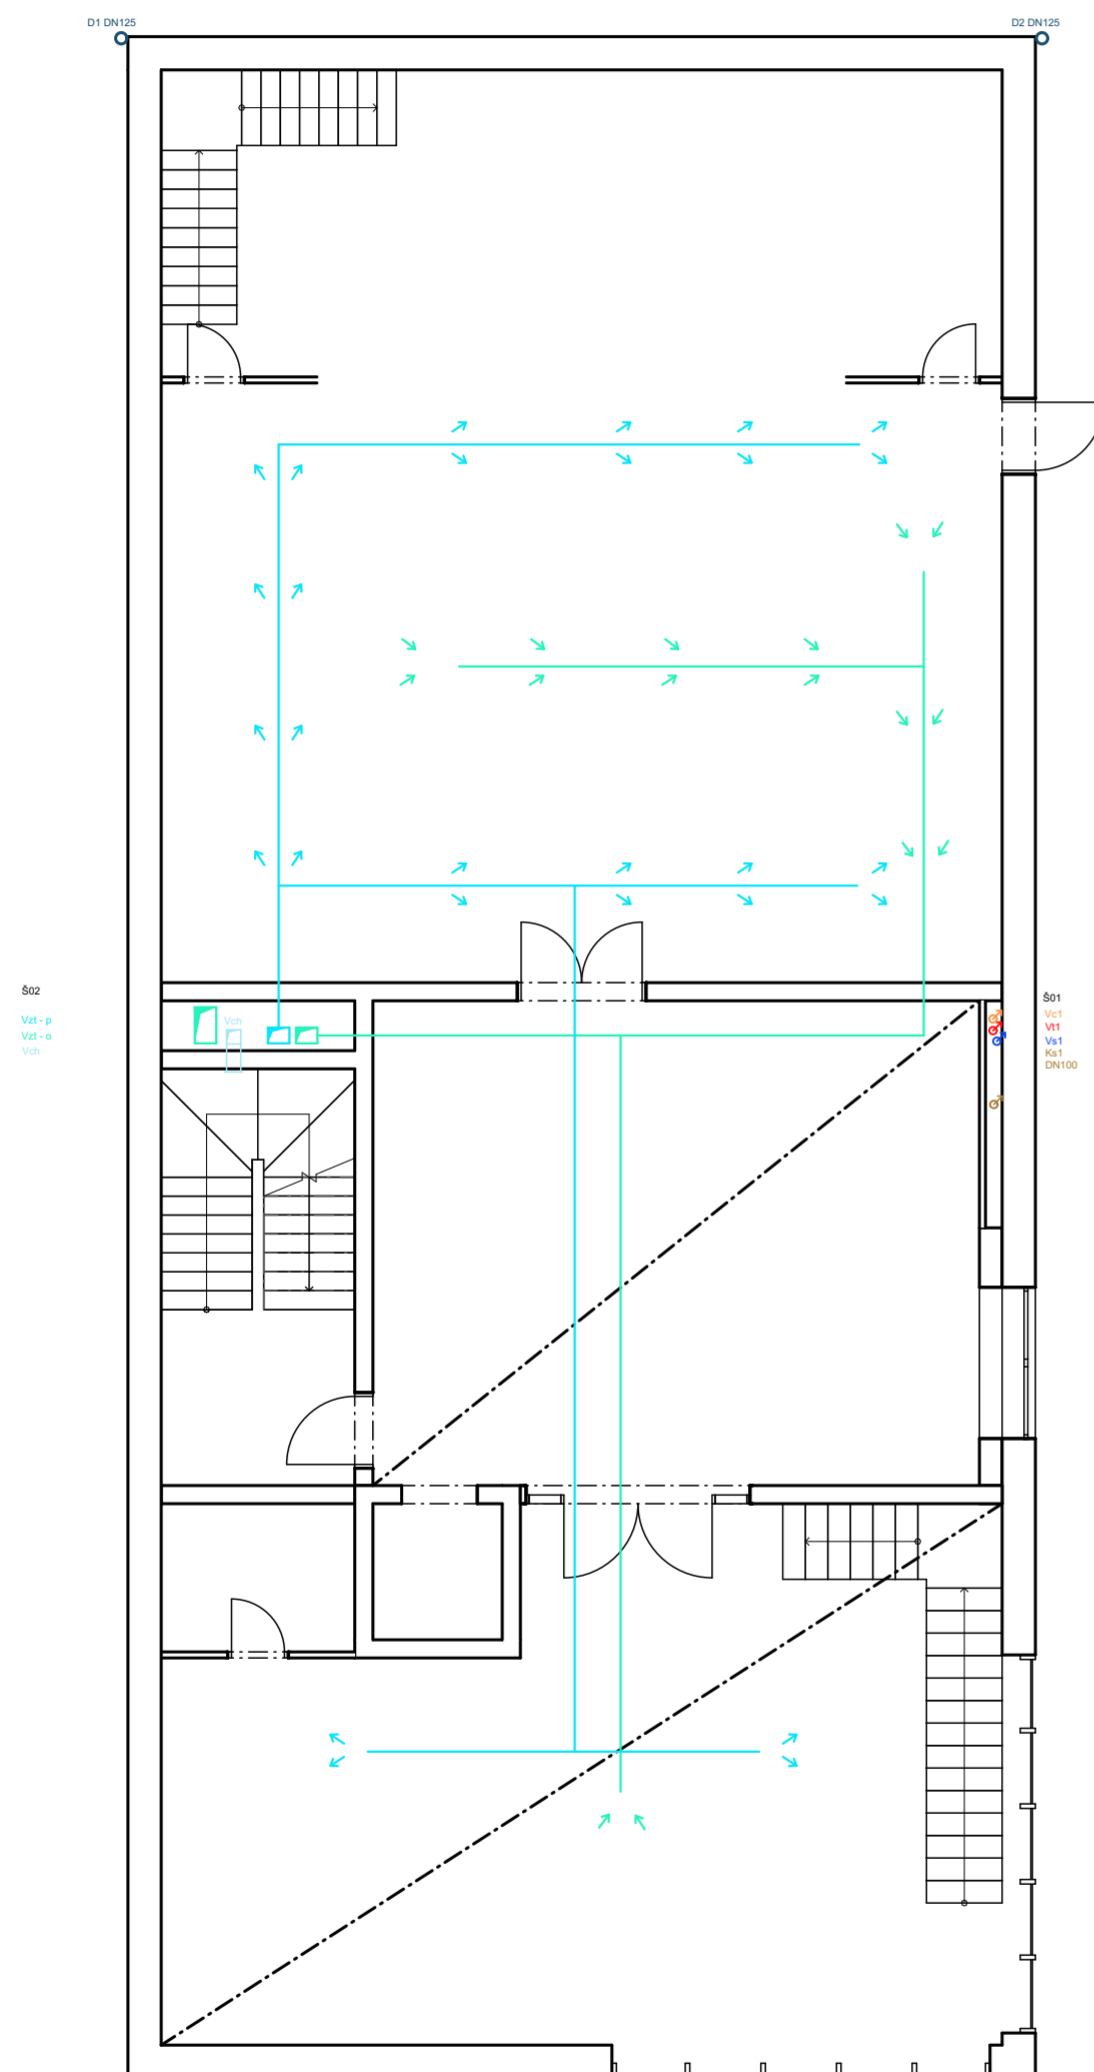 D1 DN125
D2 DN125
Š02
Vzt - p
Vzt - o
Vch
Vch
Š01
Vc1
Vt1
Vs1
Ks1
DN100